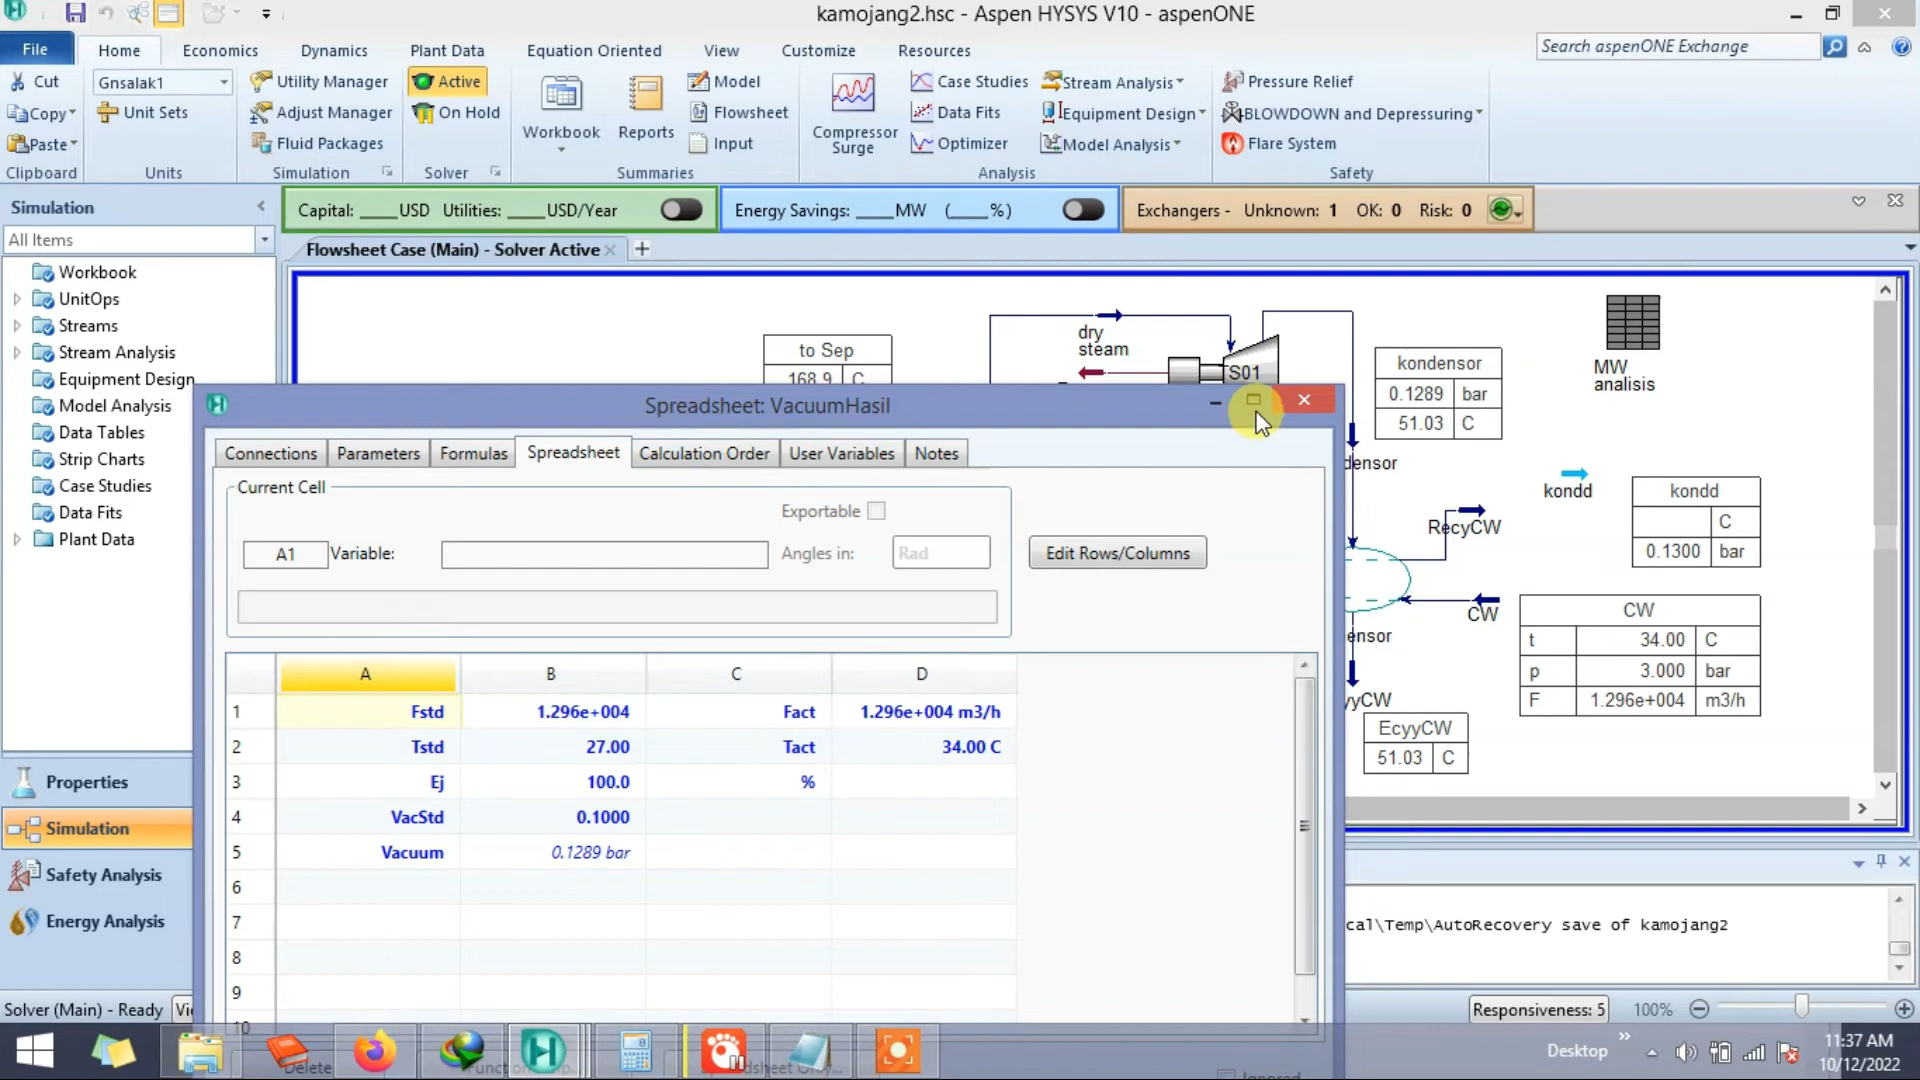 kamojang2.hsc - Aspen HYSYS V10 - aspenONE
File
Home
Economics
Dynamics
Plant Data
Equation Oriented
View
Customize
Resources
Search aspenONE Exchange
Cut
Gnsalak1
Utility Manager
Active
Model
Case Studies
Stream Analysis
Pressure Relief
Copy
Unit Sets
Adjust Manager
On Hold
Workbook
Reports
Flowsheet
Compressor
Surge
Data Fits
Equipment Design
BLOWDOWN and Depressuring
Paste
Fluid Packages
Input
Optimizer
Model Analysis
Flare System
Clipboard
Units
Simulation
Solver
Summaries
Analysis
Safety
Simulation
Capital: ____USD Utilities: ____USD/Year
Energy Savings: ____MW (____%)
Exchangers - Unknown: 1 OK: 0 Risk: 0
All Items
Flowsheet Case (Main) - Solver Active
Workbook
UnitOps
Streams
Stream Analysis
Equipment Design
Model Analysis
Data Tables
Strip Charts
Case Studies
Data Fits
Plant Data
Properties
Simulation
Safety Analysis
Energy Analysis
to Sep
168.9 C
dry
steam
TS01
kondensor
0.1289 bar
51.03 C
MW
analisis
densor
kondd
kondd
C
0.1300 bar
RecyCW
CW
CW
t 34.00 C
p 3.000 bar
F 1.296e+004 m3/h
ensor
yyCW
EcyyCW
51.03 C
Spreadsheet: VacuumHasil
Connections
Parameters
Formulas
Spreadsheet
Calculation Order
User Variables
Notes
Current Cell
Exportable
A1 Variable:
Angles in: Rad
Edit Rows/Columns
A B C D
1 Fstd 1.296e+004 Fact 1.296e+004 m3/h
2 Tstd 27.00 Tact 34.00 C
3 Ej 100.0 %
4 VacStd 0.1000
5 Vacuum 0.1289 bar
6
7
8
9
10
cal\Temp\AutoRecovery save of kamojang2
Solver (Main) - Ready
Responsiveness: 5
100%
Delete
Desktop
11:37 AM
10/12/2022